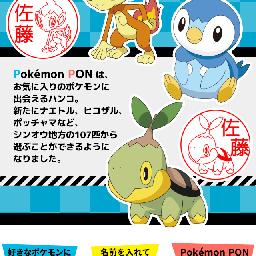 佐藤
Pokémon PON は、
お気に入りのポケモンに
出会えるハンコ。
新たにナエトル、ヒコザル、
ポッチャマなど、
シンオウ地方の107匹から
選ぶことができるように
なりました。
佐藤
好きなポケモンに
名前を入れて
Pokémon PON